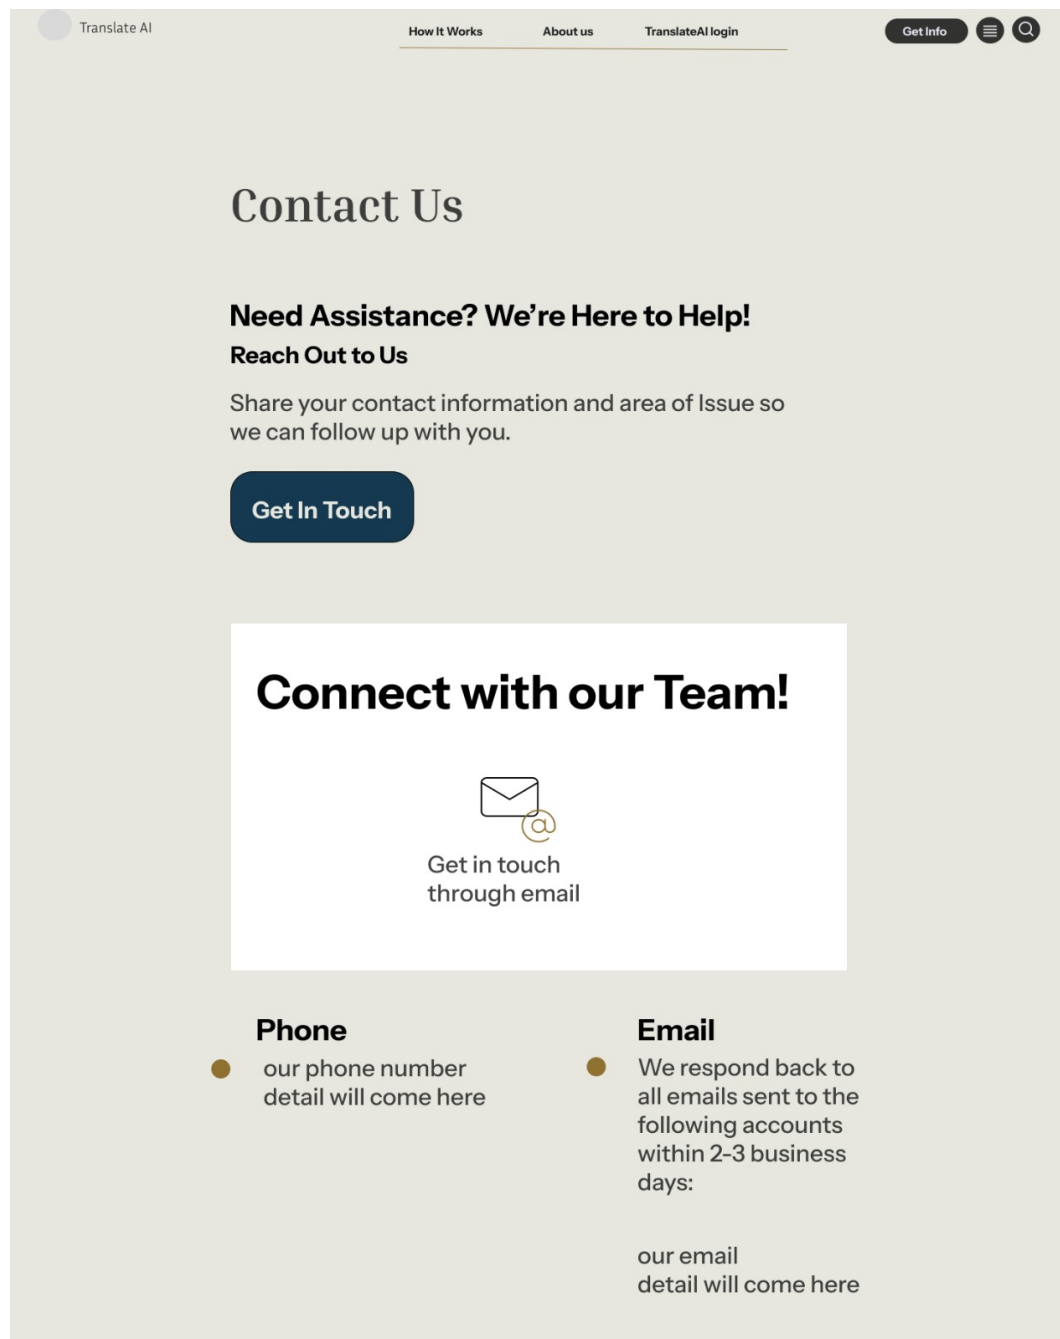 Translate AI
How It Works
About us
TranslateAI login
Get Info
Contact Us
Need Assistance? We’re Here to Help!
Reach Out to Us
Share your contact information and area of Issue so
we can follow up with you.
Get In Touch
Connect with our Team!
@
Get in touch
through email
Phone
our phone number
detail will come here
Email
We respond back to
all emails sent to the
following accounts
within 2-3 business
days:
our email
detail will come here